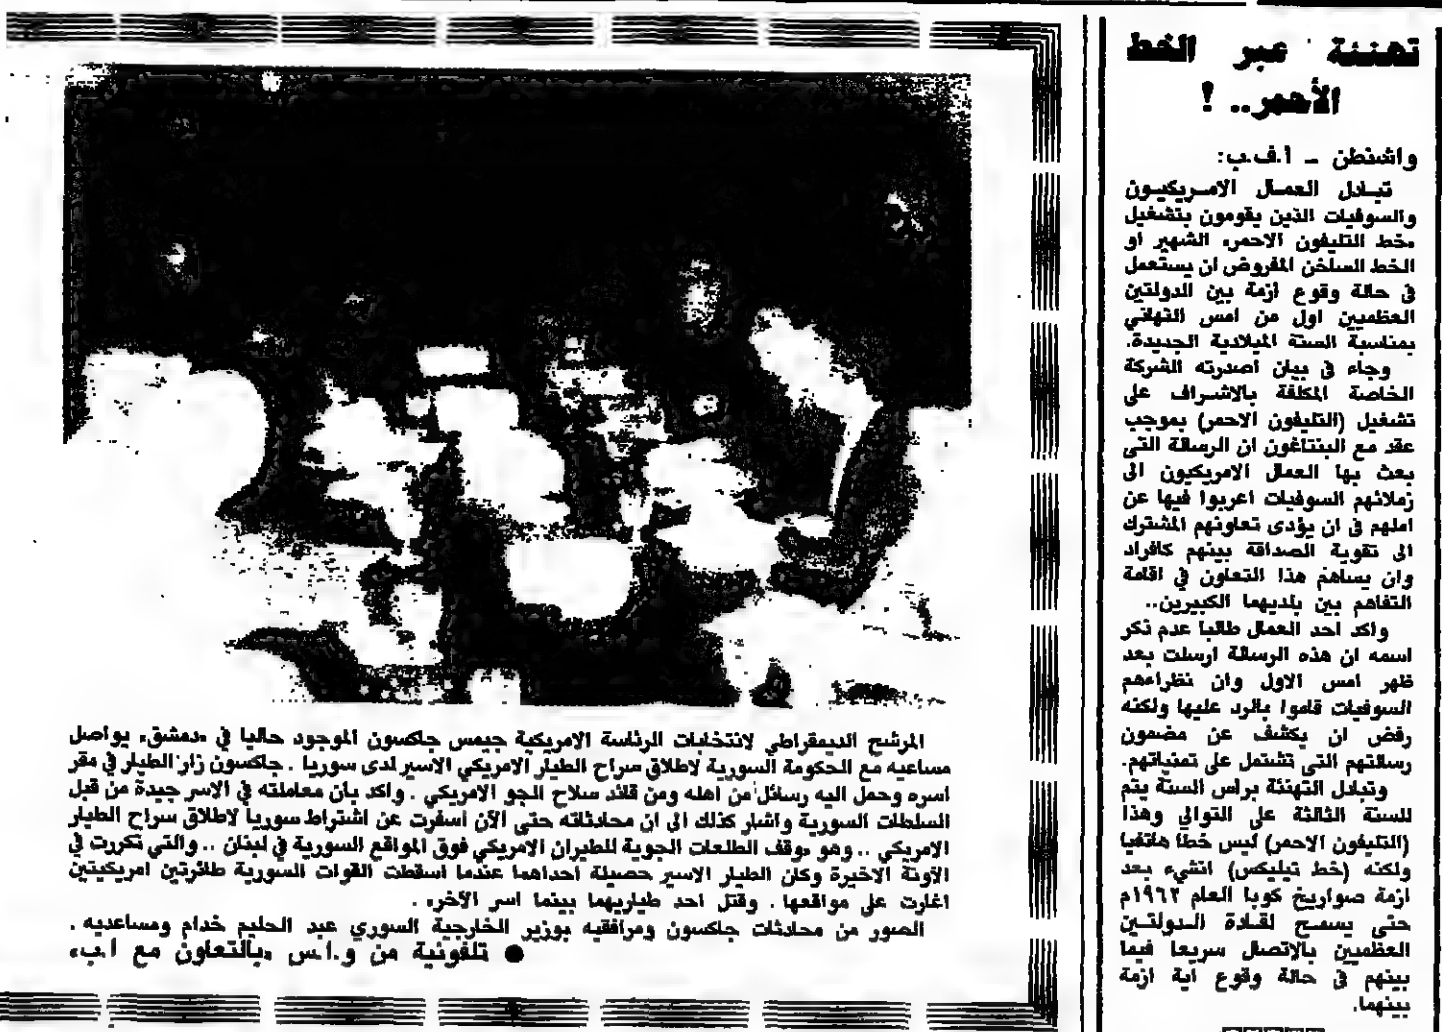 تهنئة عبر الخط
الأحمر.. !
واشنطن - أ.ف.ب:
تبادل العمال الامريكيون
والسوفيات الذين يقومون بتشغيل
«خط التليفون الاحمر» الشهير او
الخط الساخن المفروض ان يستعمل
في حالة وقوع ازمة بين الدولتين
العظميين اول من امس التهاني
بمناسبة السنة الميلادية الجديدة.
وجاء في بيان اصدرته الشركة
الخاصة المكلفة بالاشراف على
تشغيل (التليفون الاحمر) بموجب
عقد مع البنتاغون ان الرسالة التى
بعث بها العمال الامريكيون الى
زملائهم السوفيات اعربوا فيها عن
املهم في ان يؤدى تعاونهم المشترك
الى تقوية الصداقة بينهم كافراد
وان يساهم هذا التعاون في اقامة
التفاهم بين بلديهما الكبيرين..
واكد احد العمال طالبا عدم ذكر
اسمه ان هذه الرسالة ارسلت بعد
ظهر امس الاول وان نظراءهم
السوفيات قاموا بالرد عليها ولكنه
رفض ان يكشف عن مضمون
رسالتهم التى تشتمل على تمنياتهم.
وتبادل التهنئة براس السنة يتم
للسنة الثالثة على التوالي وهذا
(التليفون الاحمر) ليس خطا هاتفيا
ولكنه (خط تيليكس) انشيء بعد
ازمة صواريخ كوبا العام ١٩٦٢م
حتى يسمح لقادة الدولتين
العظميين بالإتصال سريعا فيما
بينهم في حالة وقوع اية ازمة
بينهما.
المرشح الديمقراطي لانتخابات الرئاسة الامريكية جيمس جاكسون الموجود حاليا في «دمشق» يواصل
مساعيه مع الحكومة السورية لاطلاق سراح الطيار الامريكي الاسير لدى سوريا . جاكسون زار الطيار في مقر
اسره وحمل اليه رسائل من اهله ومن قائد سلاح الجو الامريكي . واكد بأن معاملته في الاسر جيدة من قبل
السلطات السورية واشار كذلك الى ان محادثاته حتى الآن اسفرت عن اشتراط سوريا لاطلاق سراح الطيار
الامريكي .. وهو «وقف الطلعات الجوية للطيران الامريكي فوق المواقع السورية في لبنان .. والتي تكررت في
الآونة الاخيرة وكان الطيار الاسير حصيلة احداهما عندما اسقطت القوات السورية طائرتين امريكيتين
اغارت على مواقعها . وقتل احد طياريهما بينما اسر الآخر» .
الصور من محادثات جاكسون ومرافقيه بوزير الخارجية السوري عبد الحليم خدام ومساعديه .
● تلفونية من و.ا.س «بالتعاون مع أ.ب»